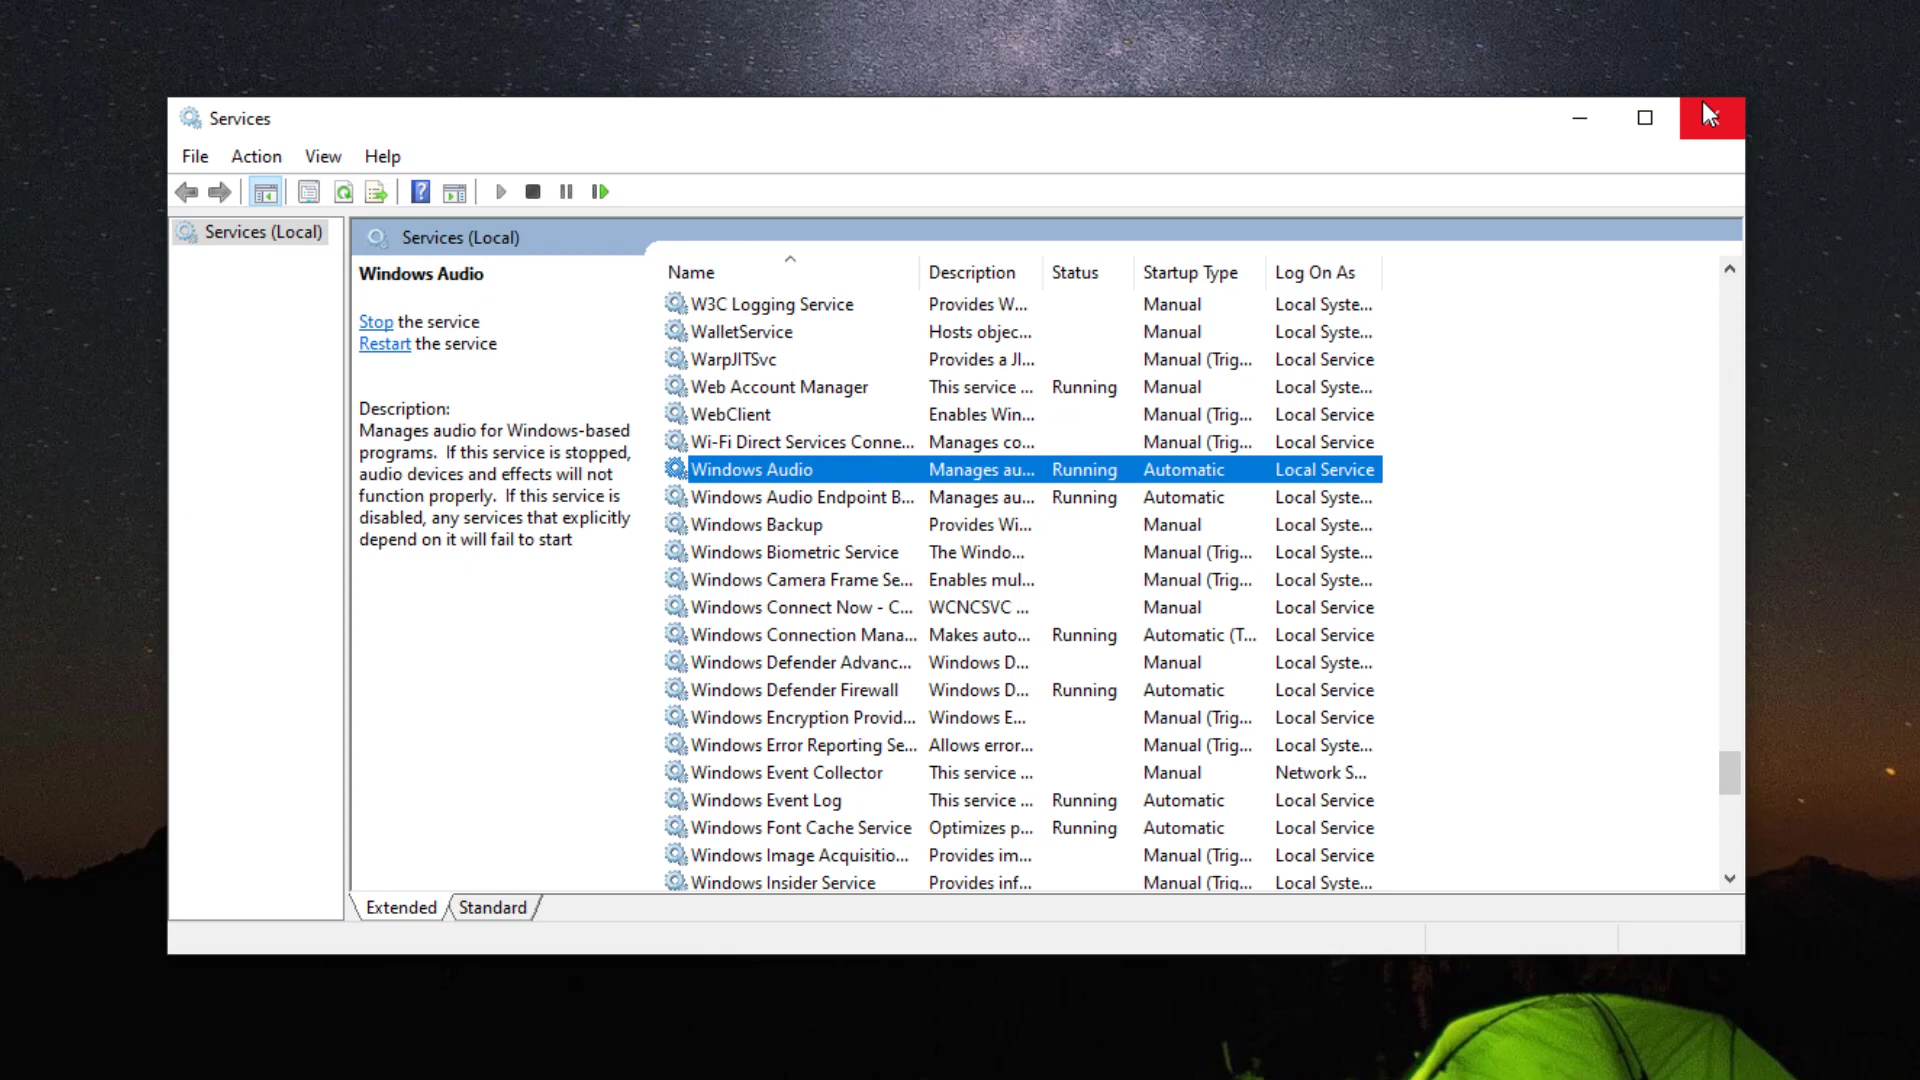 Services
File Action View Help
Services (Local)
Services (Local)
Windows Audio
Stop the service
Restart the service
Description:
Manages audio for Windows-based
programs. If this service is stopped,
audio devices and effects will not
function properly. If this service is
disabled, any services that explicitly
depend on it will fail to start
Name Description Status Startup Type Log On As
W3C Logging Service Provides W... Manual Local Syste...
WalletService Hosts objec... Manual Local Syste...
WarpJITSvc Provides a JI... Manual (Trig... Local Service
Web Account Manager This service ... Running Manual Local Syste...
WebClient Enables Win... Manual (Trig... Local Service
Wi-Fi Direct Services Conne... Manages co... Manual (Trig... Local Service
Windows Audio Manages au... Running Automatic Local Service
Windows Audio Endpoint B... Manages au... Running Automatic Local Syste...
Windows Backup Provides Wi... Manual Local Syste...
Windows Biometric Service The Windo... Manual (Trig... Local Syste...
Windows Camera Frame Se... Enables mul... Manual (Trig... Local Syste...
Windows Connect Now - C... WCNCSVC ... Manual Local Service
Windows Connection Mana... Makes auto... Running Automatic (T... Local Service
Windows Defender Advanc... Windows D... Manual Local Syste...
Windows Defender Firewall Windows D... Running Automatic Local Service
Windows Encryption Provid... Windows E... Manual (Trig... Local Service
Windows Error Reporting Se... Allows error... Manual (Trig... Local Syste...
Windows Event Collector This service ... Manual Network S...
Windows Event Log This service ... Running Automatic Local Service
Windows Font Cache Service Optimizes p... Running Automatic Local Service
Windows Image Acquisitio... Provides im... Manual (Trig... Local Service
Windows Insider Service Provides inf... Manual (Trig... Local Syste...
Extended Standard